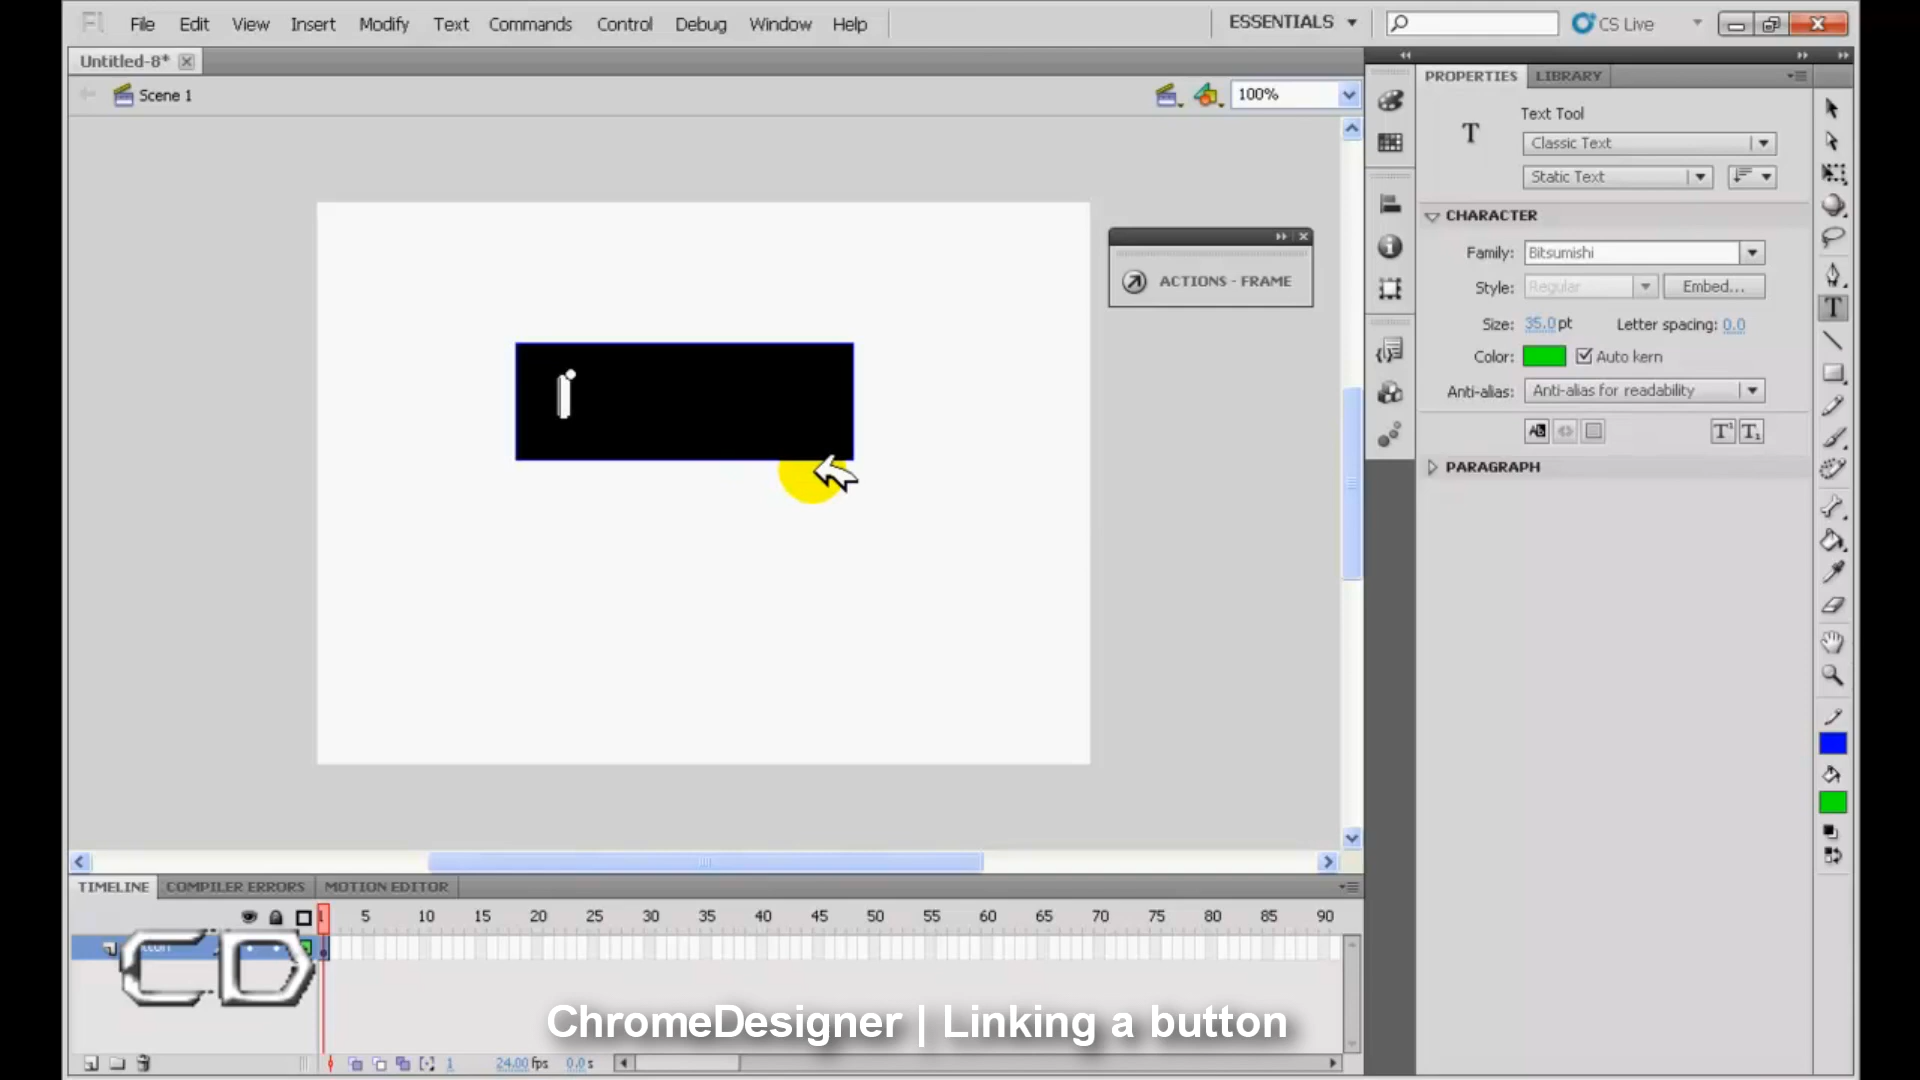 Fl File Edit View Insert Modify Text Commands Control Debug Window Help ESSENTIALS CS Live
Untitled-8*
Scene 1 100%
PROPERTIES LIBRARY
T Text Tool
Classic Text
Static Text
CHARACTER
Family: Bitsumishi
Style: Regular Embed...
Size: 35.0 pt Letter spacing: 0.0
Color: Auto kern
Anti-alias: Anti-alias for readability
PARAGRAPH
ACTIONS - FRAME
TIMELINE COMPILER ERRORS MOTION EDITOR
1 5 10 15 20 25 30 35 40 45 50 55 60 65 70 75 80 85 90
CD
ChromeDesigner | Linking a button
1 24.00 fps 0.0 s